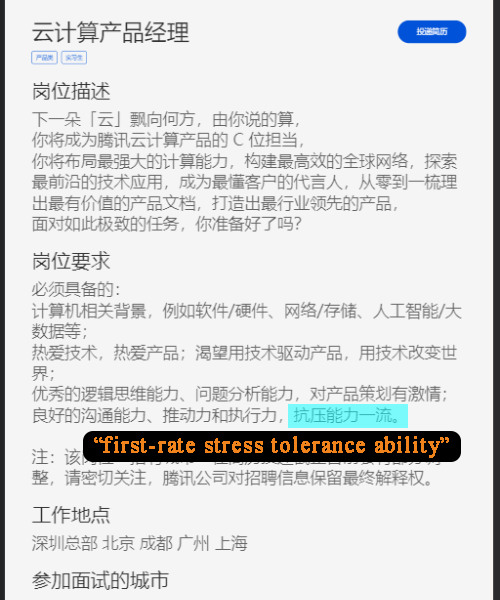 云计算产品经理
投递简历
产品类 实习生
岗位描述
下一朵「云」飘向何方，由你说的算，
你将成为腾讯云计算产品的 C 位担当，
你将布局最强大的计算能力，构建最高效的全球网络，探索
最前沿的技术应用，成为最懂客户的代言人，从零到一梳理
出最有价值的产品文档，打造出最行业领先的产品，
面对如此极致的任务，你准备好了吗?
岗位要求
必须具备的：
计算机相关背景，例如软件/硬件、网络/存储、人工智能/大
数据等；
热爱技术，热爱产品；渴望用技术驱动产品，用技术改变世
界；
优秀的逻辑思维能力、问题分析能力，对产品策划有激情；
良好的沟通能力、推动力和执行力，抗压能力一流。
“first-rate stress tolerance ability”
注：该
整，请密切关注，腾讯公司对招聘信息保留最终解释权。
工作地点
深圳总部 北京 成都 广州 上海
参加面试的城市